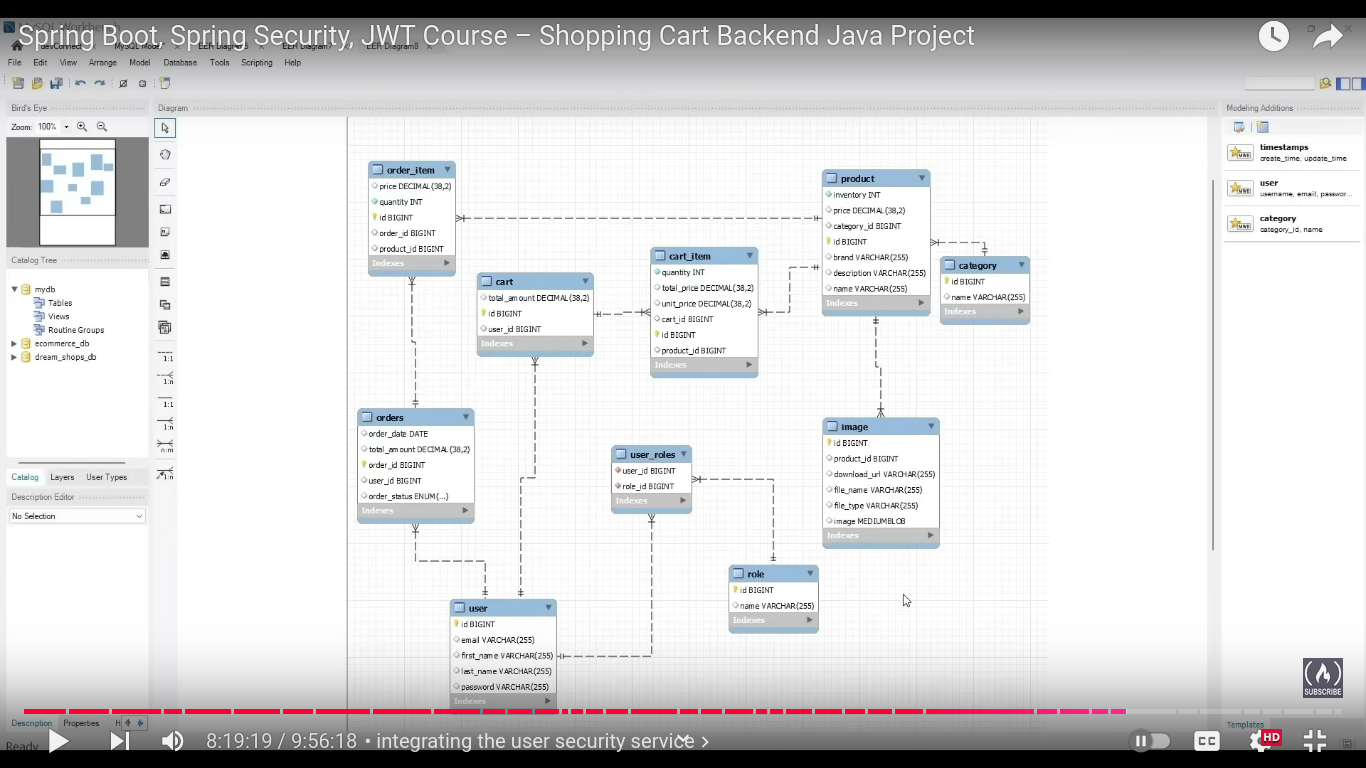 Spring Boot, Spring Security, JWT Course – Shopping Cart Backend Java Project
File Edit View Arrange Model Database Tools Scripting Help
Bird's Eye
Zoom: 100%
Diagram
Modeling Additions
timestamps
create_time, update_time
user
username, email, passwor...
category
category_id, name
Catalog Tree
mydb
Tables
Views
Routine Groups
ecommerce_db
dream_shops_db
1:1
1:n
1:1
1:n
n:m
1:n
Catalog Layers User Types
Description Editor
No Selection
order_item
price DECIMAL(38,2)
quantity INT
id BIGINT
order_id BIGINT
product_id BIGINT
Indexes
cart
total_amount DECIMAL(38,2)
id BIGINT
user_id BIGINT
Indexes
cart_item
quantity INT
total_price DECIMAL(38,2)
unit_price DECIMAL(38,2)
cart_id BIGINT
id BIGINT
product_id BIGINT
Indexes
product
inventory INT
price DECIMAL(38,2)
category_id BIGINT
id BIGINT
brand VARCHAR(255)
description VARCHAR(255)
name VARCHAR(255)
Indexes
category
id BIGINT
name VARCHAR(255)
Indexes
orders
order_date DATE
total_amount DECIMAL(38,2)
order_id BIGINT
user_id BIGINT
order_status ENUM(...)
Indexes
user_roles
user_id BIGINT
role_id BIGINT
Indexes
image
id BIGINT
product_id BIGINT
download_url VARCHAR(255)
file_name VARCHAR(255)
file_type VARCHAR(255)
image MEDIUMBLOB
Indexes
role
id BIGINT
name VARCHAR(255)
Indexes
user
id BIGINT
email VARCHAR(255)
first_name VARCHAR(255)
last_name VARCHAR(255)
password VARCHAR(255)
Indexes
SUBSCRIBE
Description Properties H
Templates
Ready
8:19:19 / 9:56:18 • integrating the user security service
CC
HD